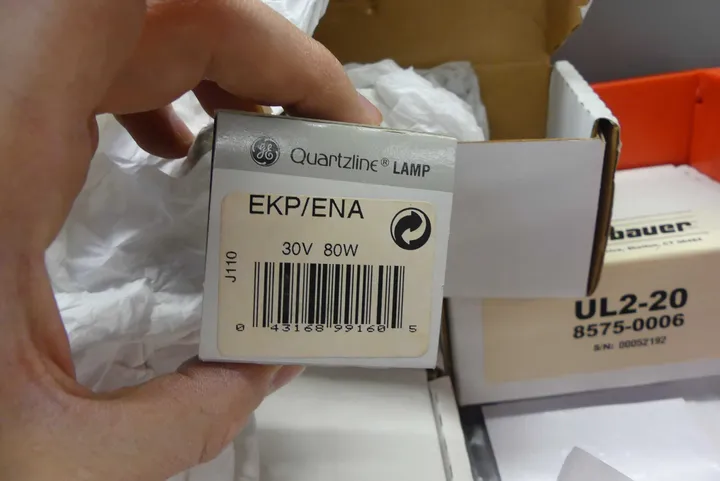 GE Quartzline® LAMP
EKP/ENA
30V 80W
J110
0 43168 99160 5
bauer
UL2-20
8575-0006
S/N: 00052192